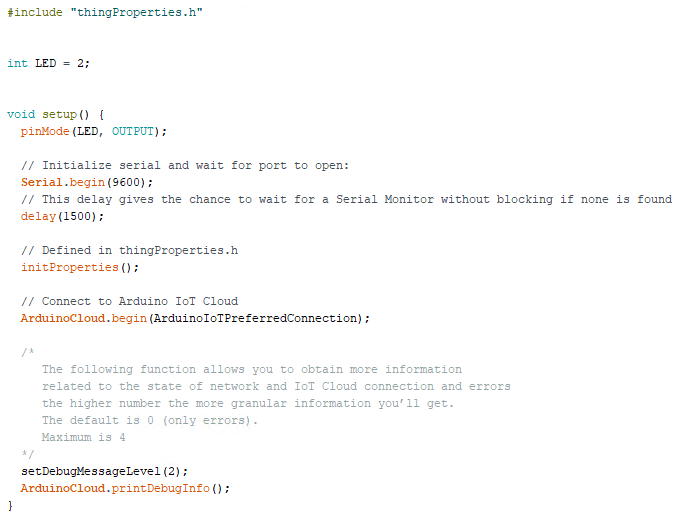 #include "thingProperties.h"
int LED = 2;
void setup() {
pinMode(LED, OUTPUT);
// Initialize serial and wait for port to open:
Serial.begin(9600);
// This delay gives the chance to wait for a Serial Monitor without blocking if none is found
delay(1500);
// Defined in thingProperties.h
initProperties();
// Connect to Arduino IoT Cloud
ArduinoCloud.begin(ArduinoIoTPreferredConnection);
/*
The following function allows you to obtain more information
related to the state of network and IoT Cloud connection and errors
the higher number the more granular information you’ll get.
The default is 0 (only errors).
Maximum is 4
*/
setDebugMessageLevel(2);
ArduinoCloud.printDebugInfo();
}